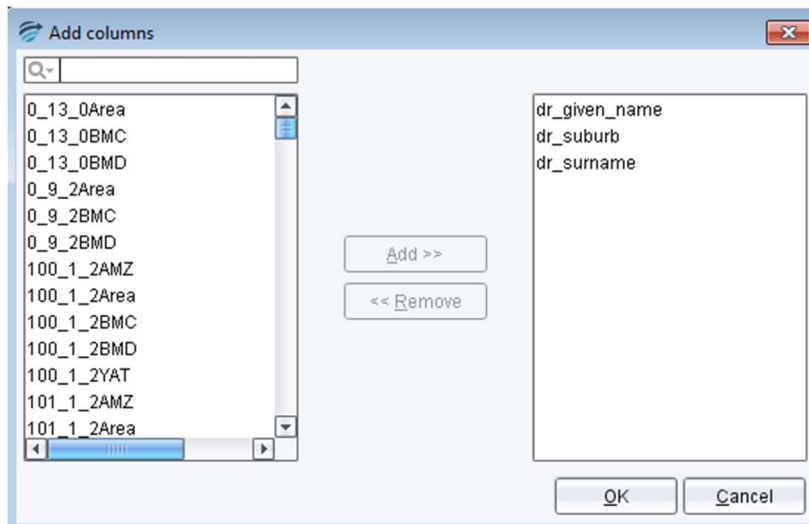 Add columns
0_13_0Area
0_13_0BMC
0_13_0BMD
0_9_2Area
0_9_2BMC
0_9_2BMD
100_1_2AMZ
100_1_2Area
100_1_2BMC
100_1_2BMD
100_1_2YAT
101_1_2AMZ
101_1_2Area
Add >>
<< Remove
dr_given_name
dr_suburb
dr_surname
OK
Cancel